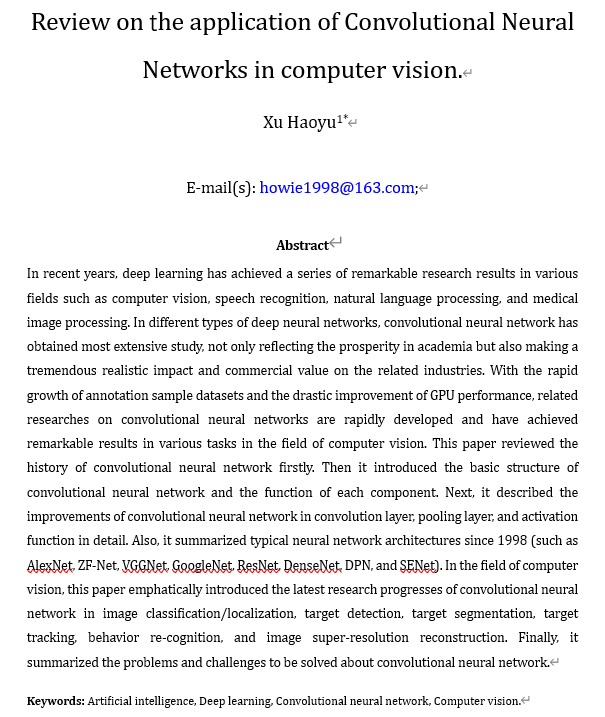 Review on the application of Convolutional Neural
Networks in computer vision.
Xu Haoyu1*
E-mail(s): howie1998@163.com;
Abstract
In recent years, deep learning has achieved a series of remarkable research results in various
fields such as computer vision, speech recognition, natural language processing, and medical
image processing. In different types of deep neural networks, convolutional neural network has
obtained most extensive study, not only reflecting the prosperity in academia but also making a
tremendous realistic impact and commercial value on the related industries. With the rapid
growth of annotation sample datasets and the drastic improvement of GPU performance, related
researches on convolutional neural networks are rapidly developed and have achieved
remarkable results in various tasks in the field of computer vision. This paper reviewed the
history of convolutional neural network firstly. Then it introduced the basic structure of
convolutional neural network and the function of each component. Next, it described the
improvements of convolutional neural network in convolution layer, pooling layer, and activation
function in detail. Also, it summarized typical neural network architectures since 1998 (such as
AlexNet, ZF-Net, VGGNet, GoogleNet, ResNet, DenseNet, DPN, and SENet). In the field of computer
vision, this paper emphatically introduced the latest research progresses of convolutional neural
network in image classification/localization, target detection, target segmentation, target
tracking, behavior re-cognition, and image super-resolution reconstruction. Finally, it
summarized the problems and challenges to be solved about convolutional neural network.
Keywords: Artificial intelligence, Deep learning, Convolutional neural network, Computer vision.